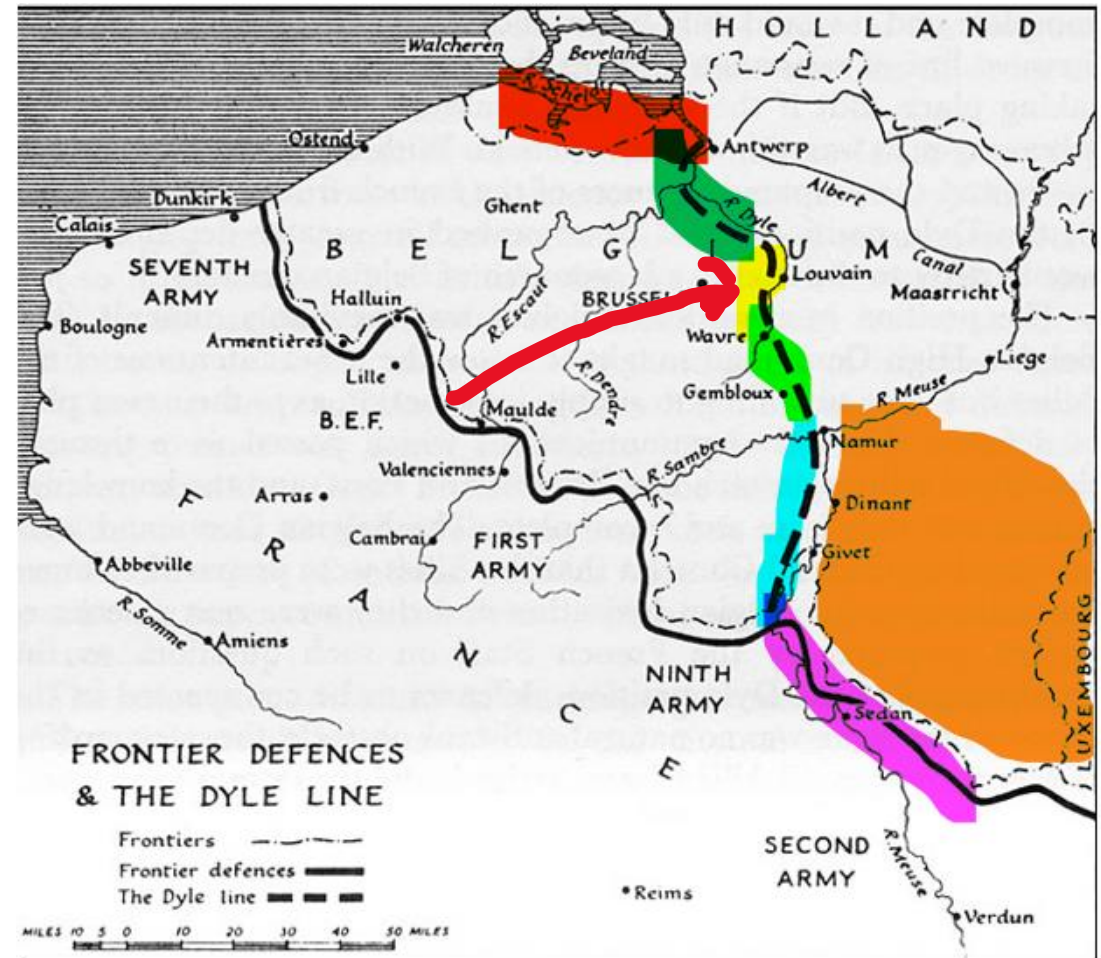 HOLLAND
Walcheren
Beveland
Ostend
Antwerp
Albert
Canal
Dunkirk
Calais
Ghent
R. Dyle
BELGIUM
SEVENTH
ARMY
Halluin
R.Escaut
BRUSSEL
Louvain
Maastricht
Boulogne
Armentières
Wavre
Liege
Lille
R.Dender
Gembloux
R. Meuse
B.E.F.
Maulde
Namur
Valenciennes
R.Sambre
Arras
Dinant
Cambrai
FIRST
ARMY
Givet
Abbeville
FRANCE
R.Somme
Amiens
NINTH
ARMY
Sedan
LUXEMBOURG
FRONTIER DEFENCES
& THE DYLE LINE
Frontiers
Frontier defences
The Dyle line
SECOND
ARMY
R.Meuse
Reims
Verdun
MILES 10 5 0 10 20 30 40 50 MILES